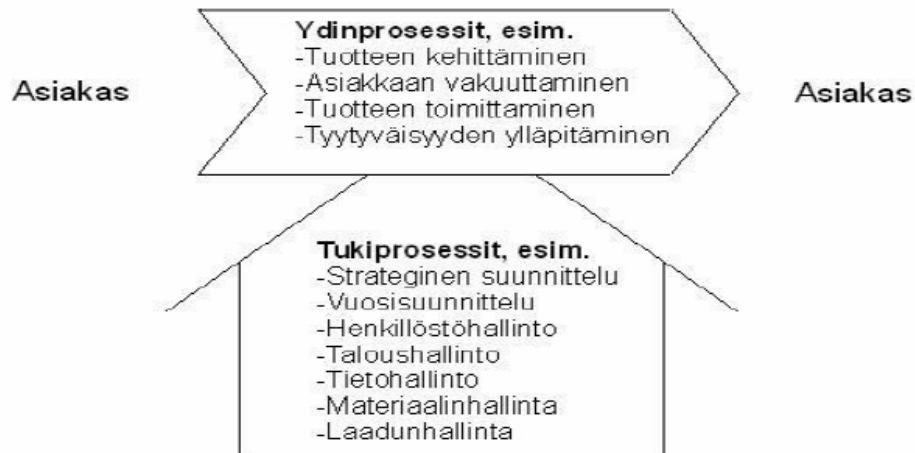 Asiakas
Ydinprosessit, esim.
-Tuotteen kehittäminen
-Asiakkaan vakuuttaminen
-Tuotteen toimittaminen
-Tyytyväisyyden ylläpitäminen
Asiakas
Tukiprosessit, esim.
-Strateginen suunnittelu
-Vuosisuunnittelu
-Henkillöstöhallinto
-Taloushallinto
-Tietohallinto
-Materiaalinhallinta
-Laadunhallinta